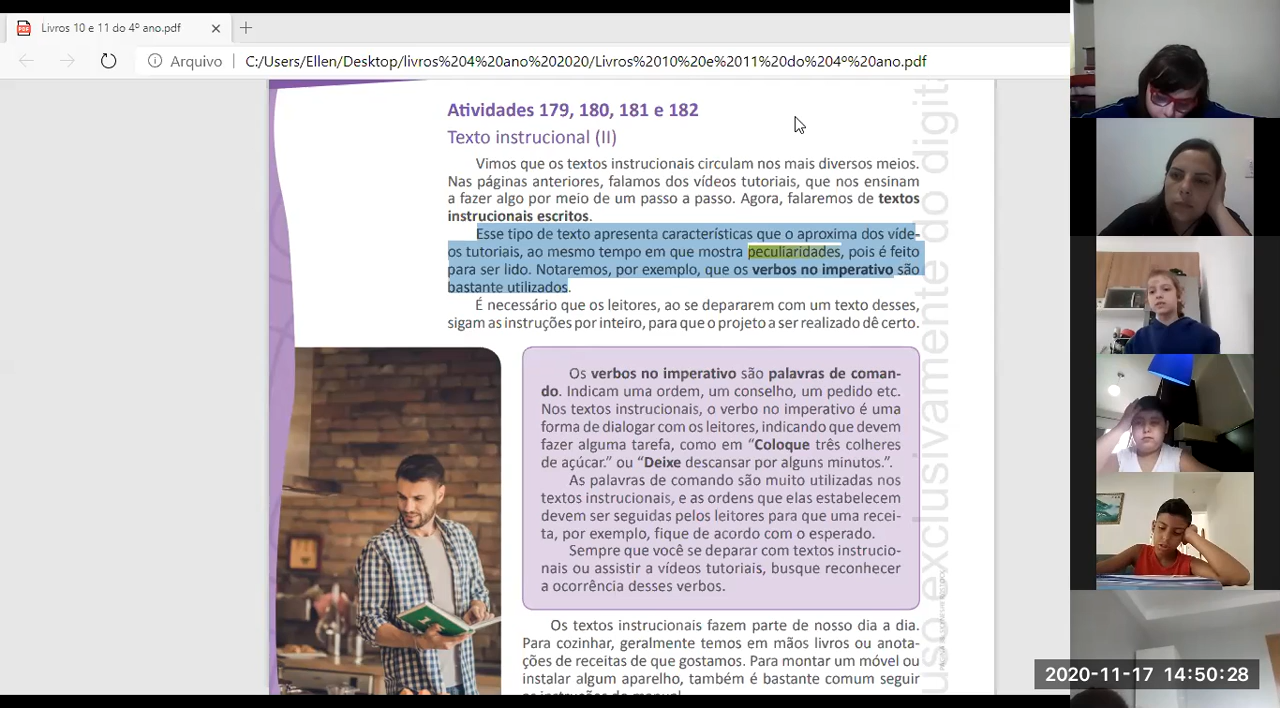 Livros 10 e 11 do 4º ano.pdf
Arquivo
C:/Users/Ellen/Desktop/livros%204%20ano%202020/Livros%2010%20e%2011%20do%204º%20ano.pdf
Atividades 179, 180, 181 e 182
Texto instrucional (II)
Vimos que os textos instrucionais circulam nos mais diversos meios.
Nas páginas anteriores, falamos dos vídeos tutoriais, que nos ensinam
a fazer algo por meio de um passo a passo. Agora, falaremos de textos
instrucionais escritos.
Esse tipo de texto apresenta características que o aproxima dos víde-
os tutoriais, ao mesmo tempo em que mostra peculiaridades, pois é feito
para ser lido. Notaremos, por exemplo, que os verbos no imperativo são
bastante utilizados.
É necessário que os leitores, ao se depararem com um texto desses,
sigam as instruções por inteiro, para que o projeto a ser realizado dê certo.
Os verbos no imperativo são palavras de coman-
do. Indicam uma ordem, um conselho, um pedido etc.
Nos textos instrucionais, o verbo no imperativo é uma
forma de dialogar com os leitores, indicando que devem
fazer alguma tarefa, como em “Coloque três colheres
de açúcar.” ou “Deixe descansar por alguns minutos.”.
As palavras de comando são muito utilizadas nos
textos instrucionais, e as ordens que elas estabelecem
devem ser seguidas pelos leitores para que uma recei-
ta, por exemplo, fique de acordo com o esperado.
Sempre que você se deparar com textos instrucio-
nais ou assistir a vídeos tutoriais, busque reconhecer
a ocorrência desses verbos.
Os textos instrucionais fazem parte de nosso dia a dia.
Para cozinhar, geralmente temos em mãos livros ou anota-
ções de receitas de que gostamos. Para montar um móvel ou
instalar algum aparelho, também é bastante comum seguir
as instruções do manual.
uso exclusivamente do digit
2020-11-17 14:50:28